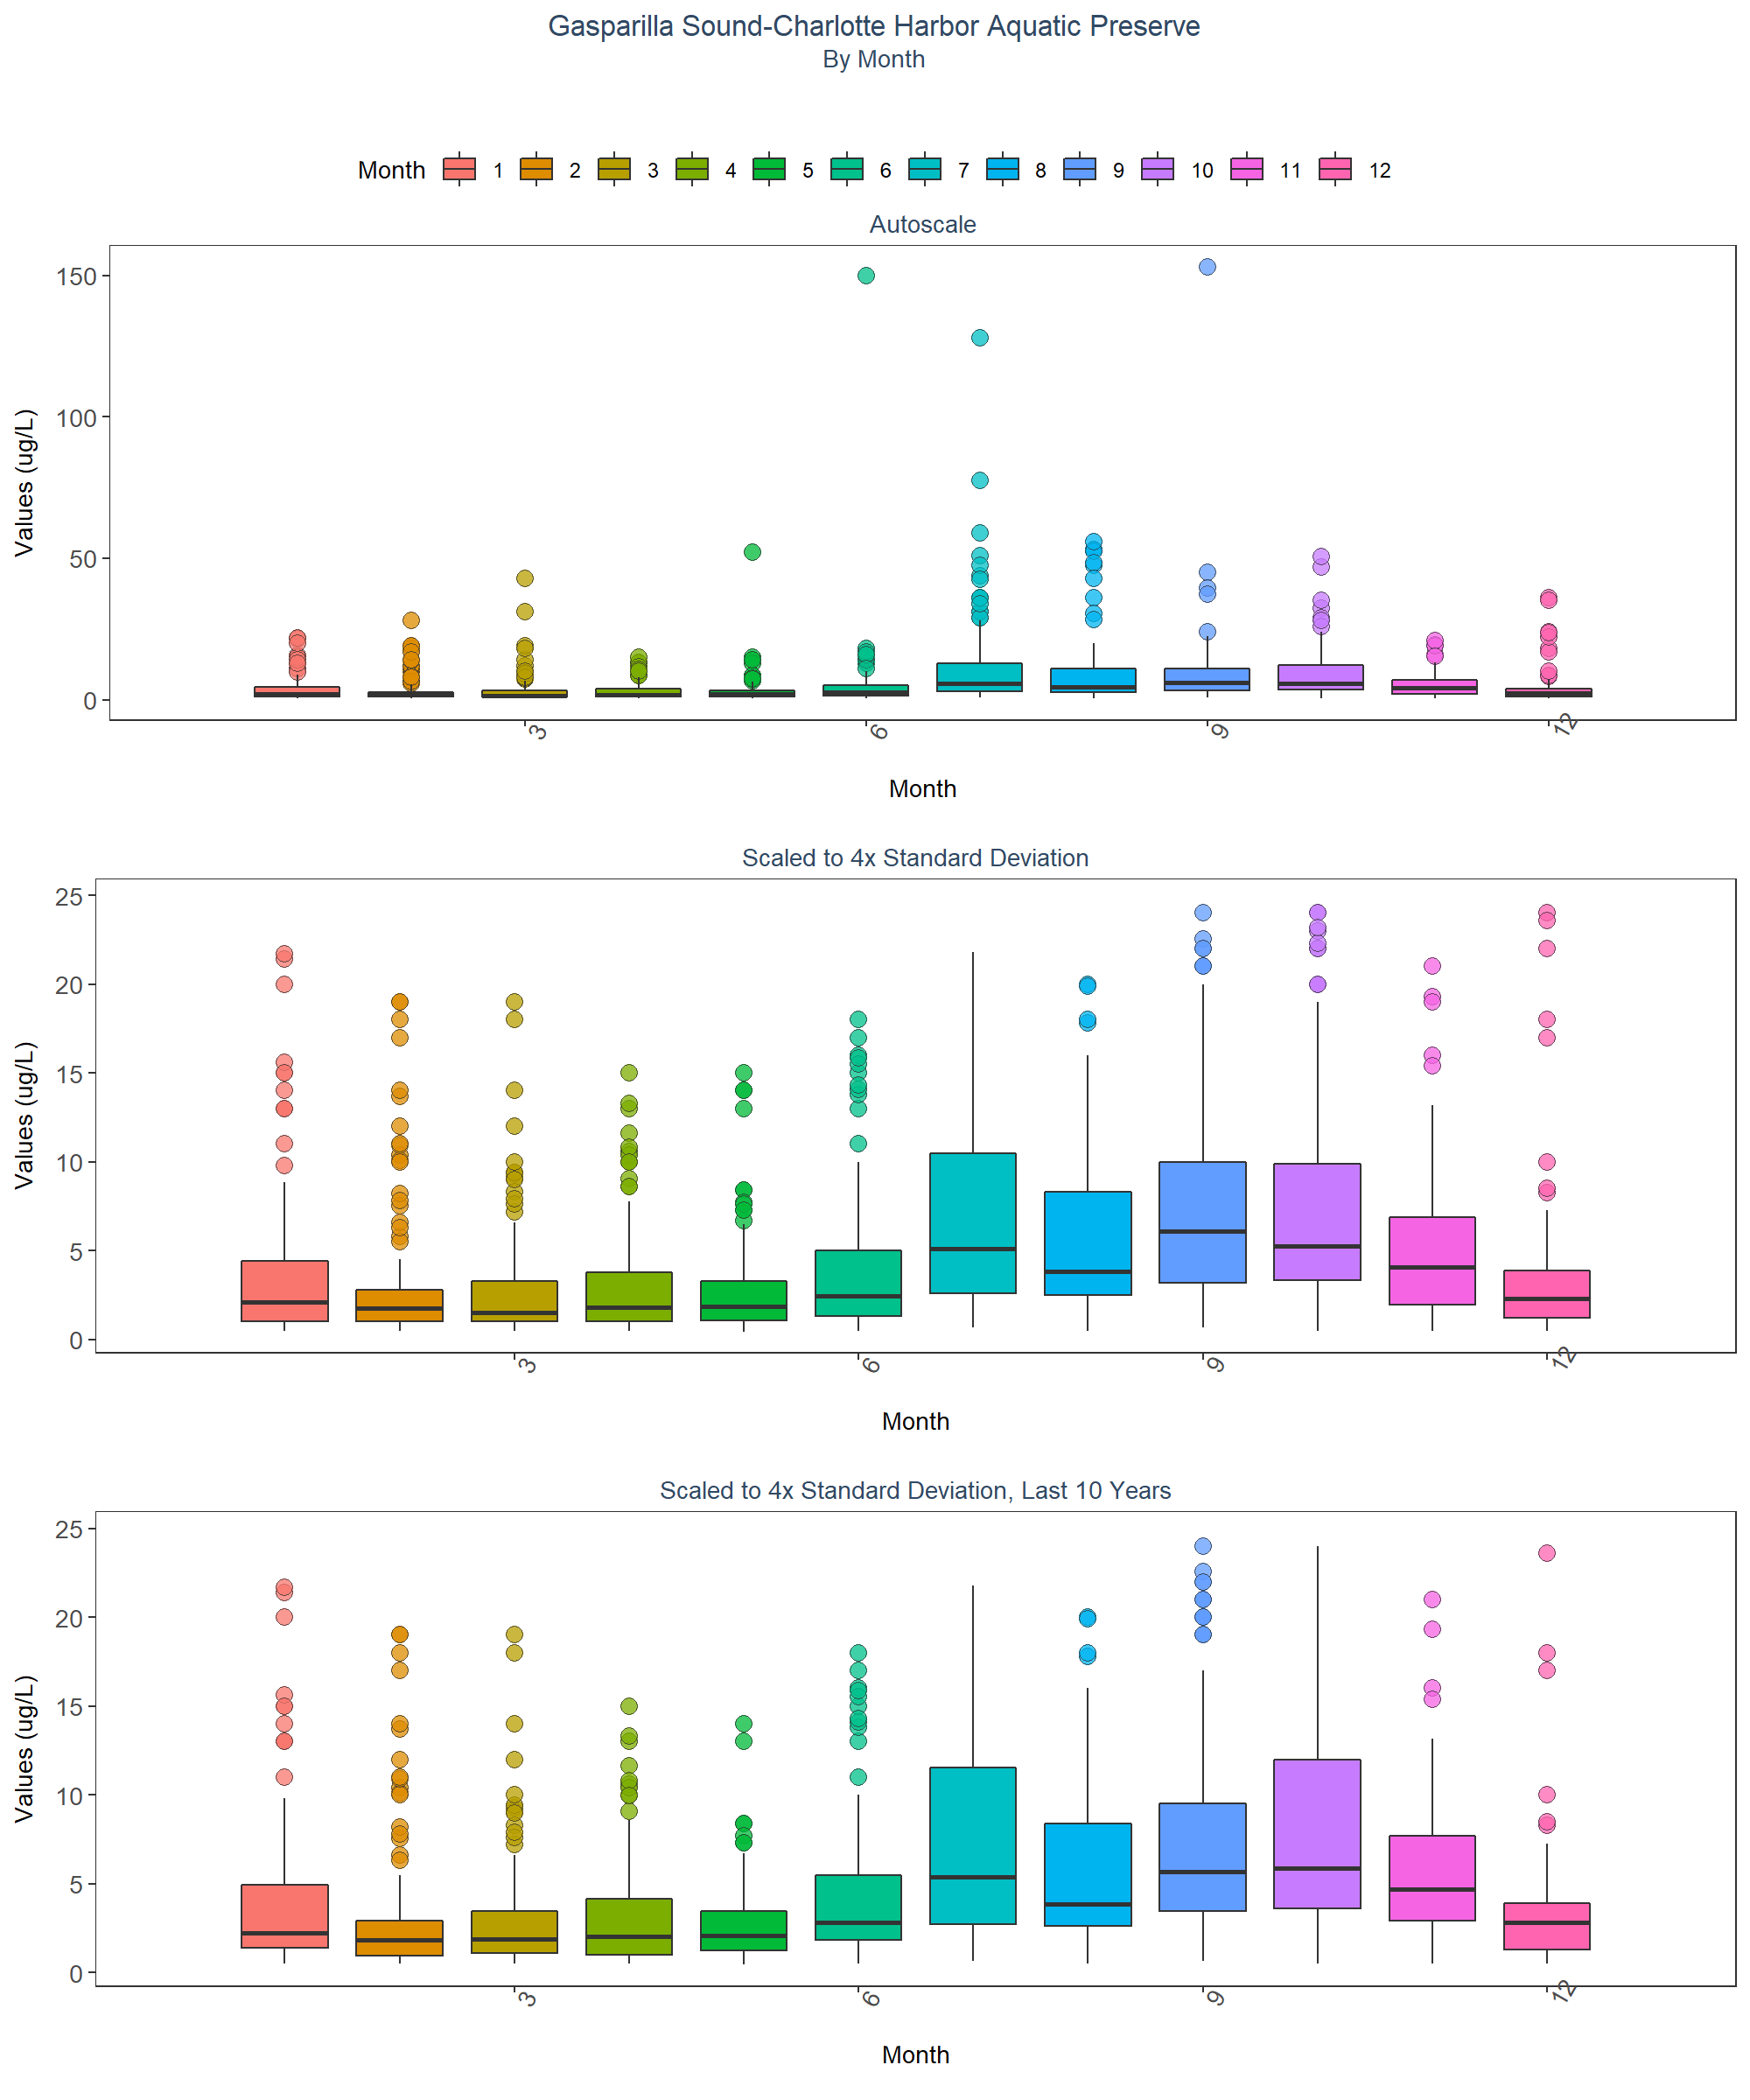 Gasparilla Sound-Charlotte Harbor Aquatic Preserve
By Month
Month 1 2 3 4 5 6 7 8 9 10 11 12
Autoscale
Values (ug/L)
150
100
50
0
3 6 9 12
Month
Scaled to 4x Standard Deviation
Values (ug/L)
25
20
15
10
5
0
3 6 9 12
Month
Scaled to 4x Standard Deviation, Last 10 Years
Values (ug/L)
25
20
15
10
5
0
3 6 9 12
Month